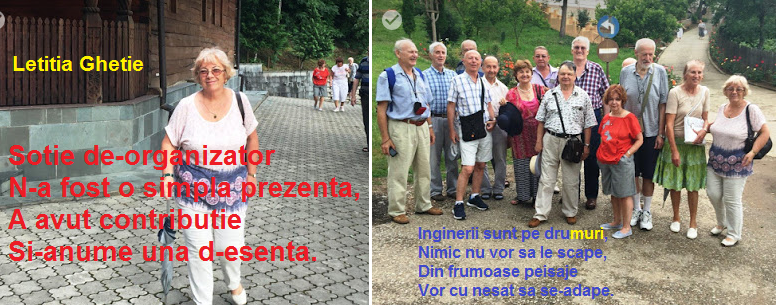 Letitia Ghetie
Sotie de-organizator
N-a fost o simpla prezenta,
A avut contributie
Si-anume una d-esenta.
Inginerii sunt pe drumuri,
Nimic nu vor sa le scape,
Din frumoase peisaje
Vor cu nesat sa se-adape.